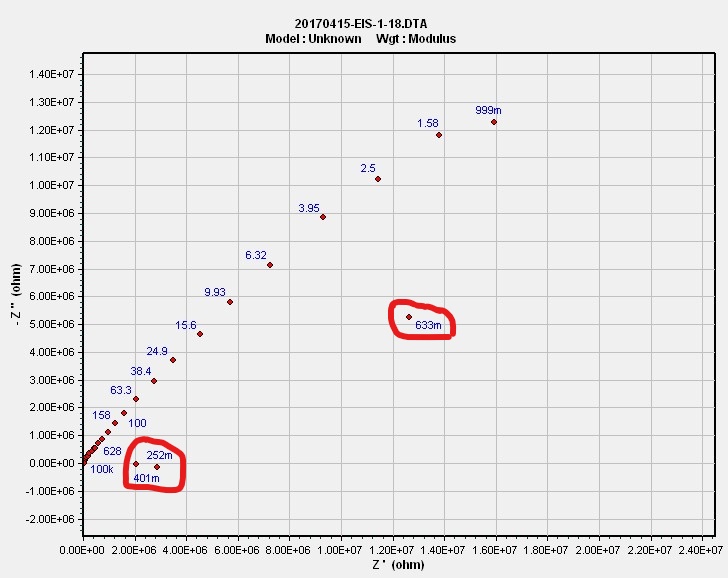 20170415-EIS-1-18.DTA
Model : Unknown Wgt : Modulus
1.40E+07
1.30E+07
1.20E+07
1.10E+07
1.00E+07
9.00E+06
8.00E+06
7.00E+06
6.00E+06
5.00E+06
4.00E+06
3.00E+06
2.00E+06
1.00E+06
0.00E+00
-1.00E+06
-2.00E+06
- Z '' (ohm)
999m
1.58
2.5
3.95
6.32
9.93
15.6
633m
24.9
38.4
63.3
158
100
628
252m
100k
401m
0.00E+00 2.00E+06 4.00E+06 6.00E+06 8.00E+06 1.00E+07 1.20E+07 1.40E+07 1.60E+07 1.80E+07 2.00E+07 2.20E+07 2.40E+07
Z ' (ohm)